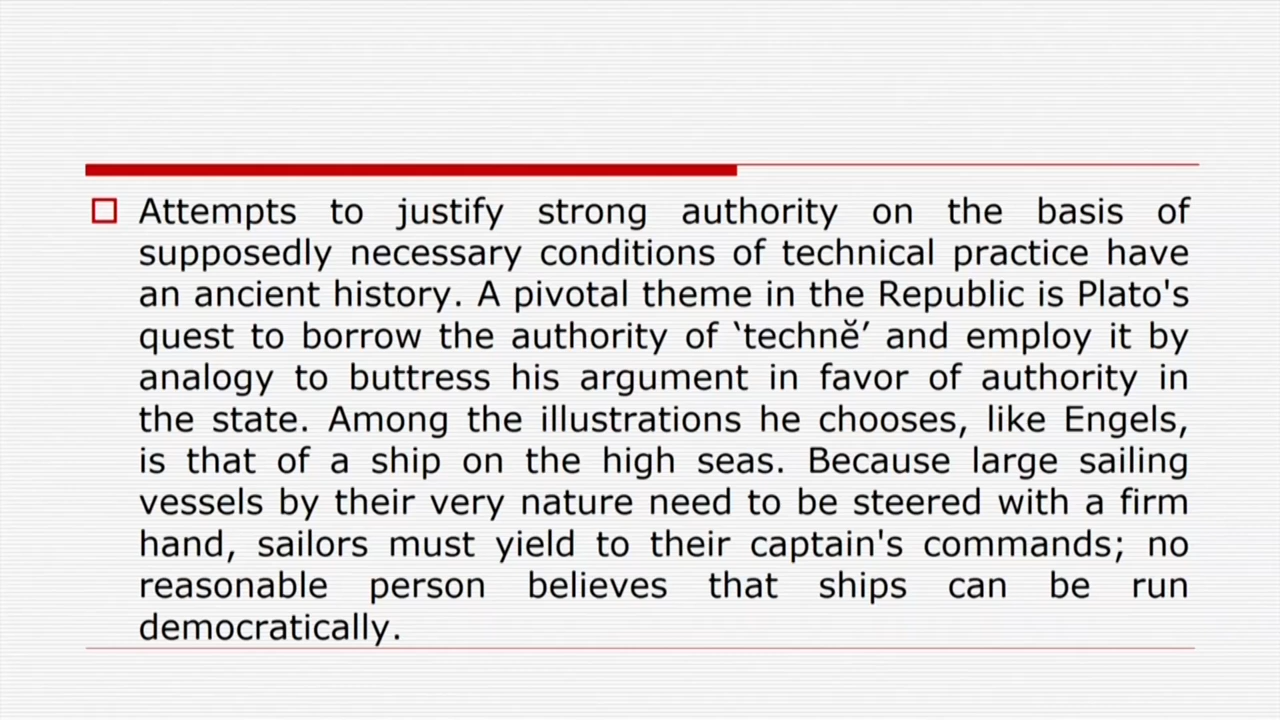 Attempts to justify strong authority on the basis of
supposedly necessary conditions of technical practice have
an ancient history. A pivotal theme in the Republic is Plato's
quest to borrow the authority of ‘techně’ and employ it by
analogy to buttress his argument in favor of authority in
the state. Among the illustrations he chooses, like Engels,
is that of a ship on the high seas. Because large sailing
vessels by their very nature need to be steered with a firm
hand, sailors must yield to their captain's commands; no
reasonable person believes that ships can be run
democratically.